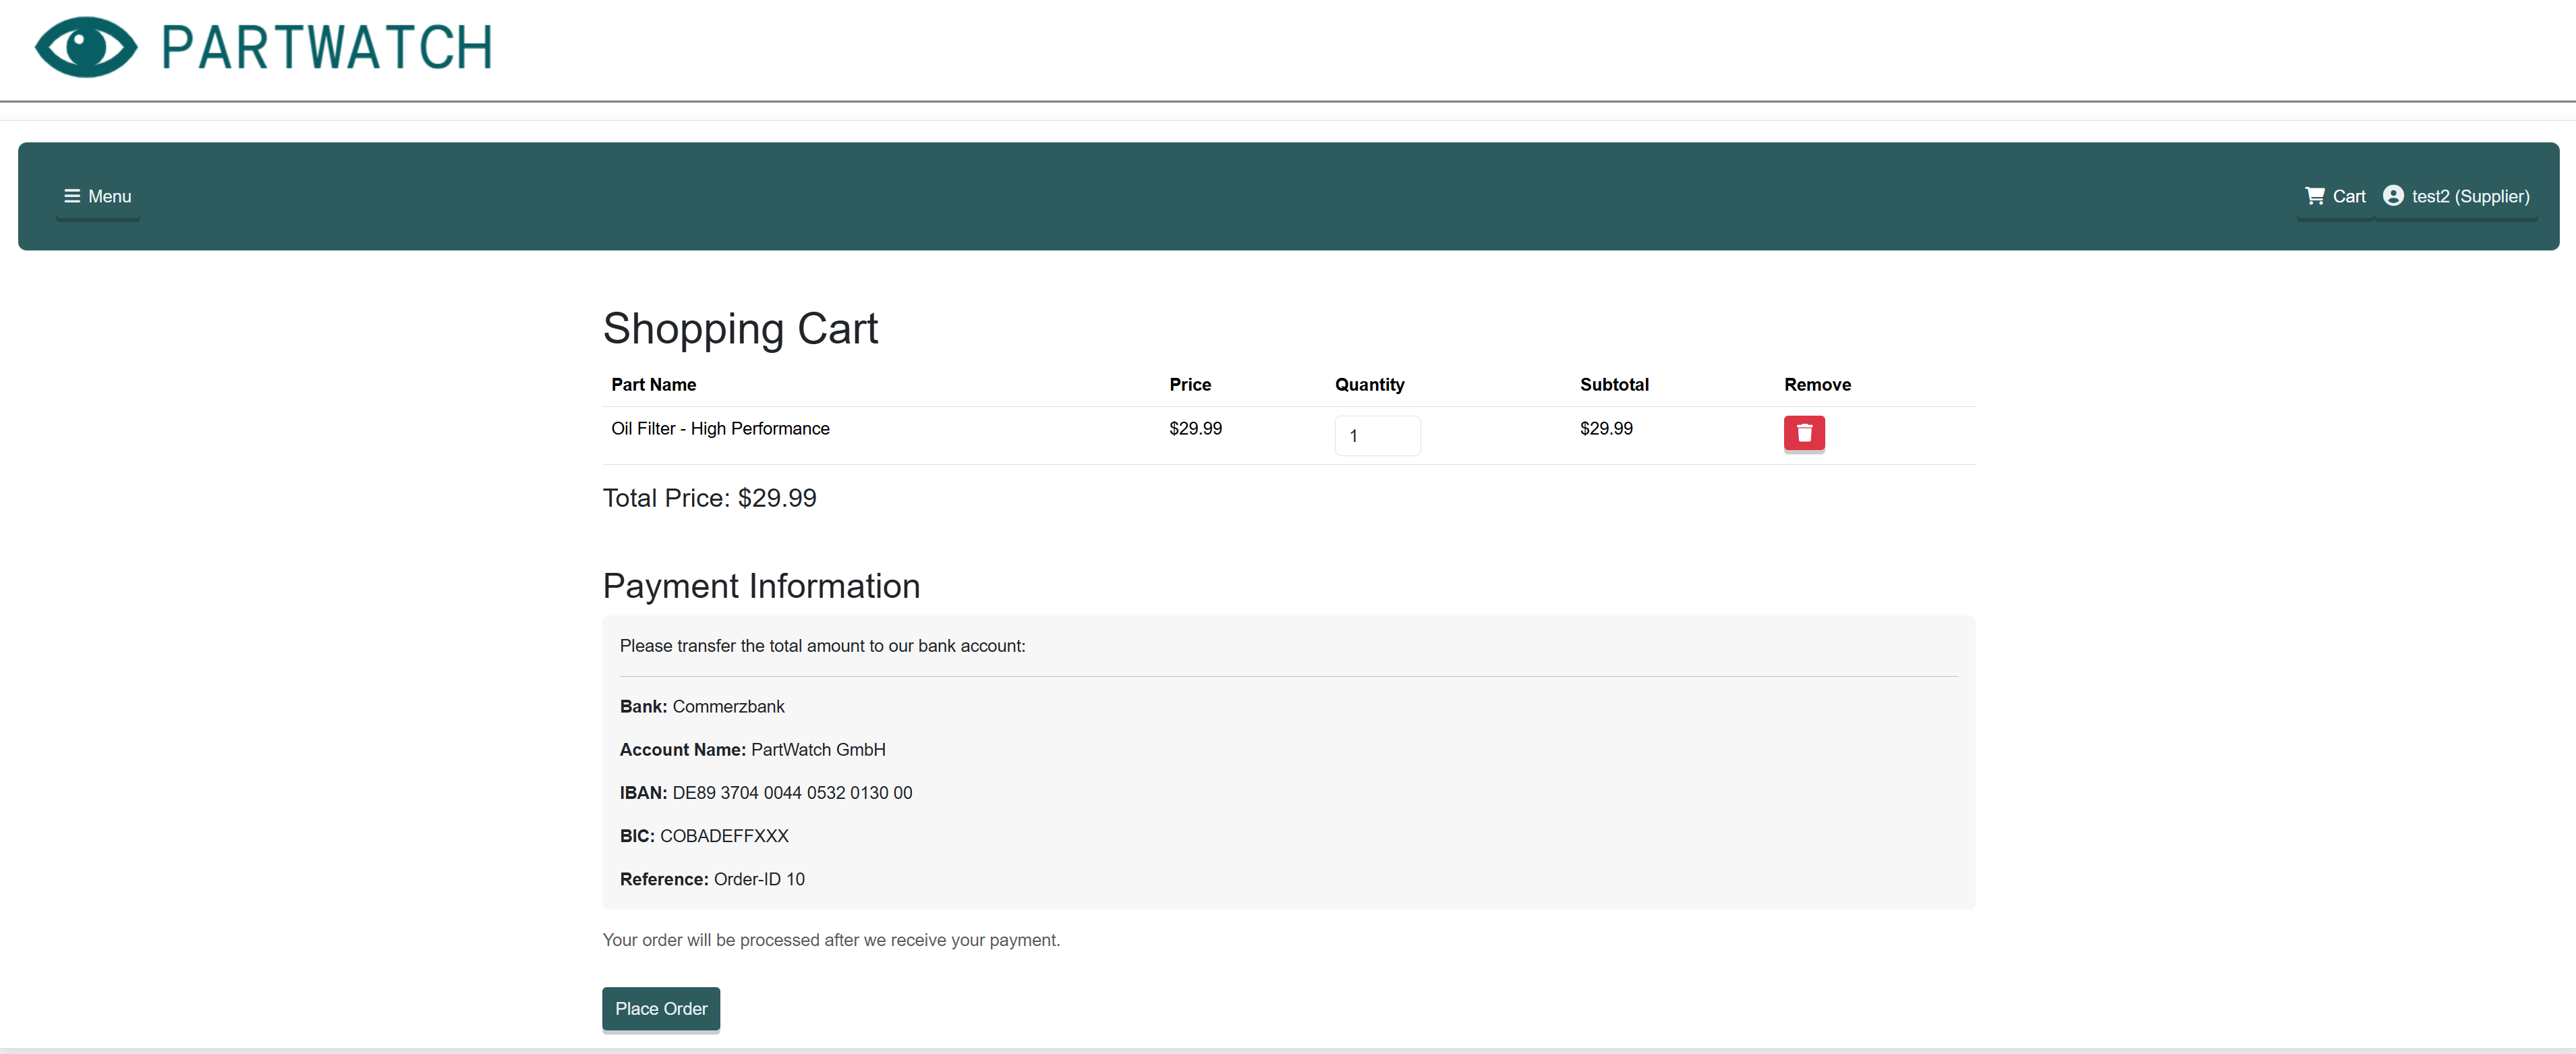 PARTWATCH
Menu
Cart
test2 (Supplier)
Shopping Cart
Part Name Price Quantity Subtotal Remove
Oil Filter - High Performance $29.99 1 $29.99
Total Price: $29.99
Payment Information
Please transfer the total amount to our bank account:
Bank: Commerzbank
Account Name: PartWatch GmbH
IBAN: DE89 3704 0044 0532 0130 00
BIC: COBADEFFXXX
Reference: Order-ID 10
Your order will be processed after we receive your payment.
Place Order